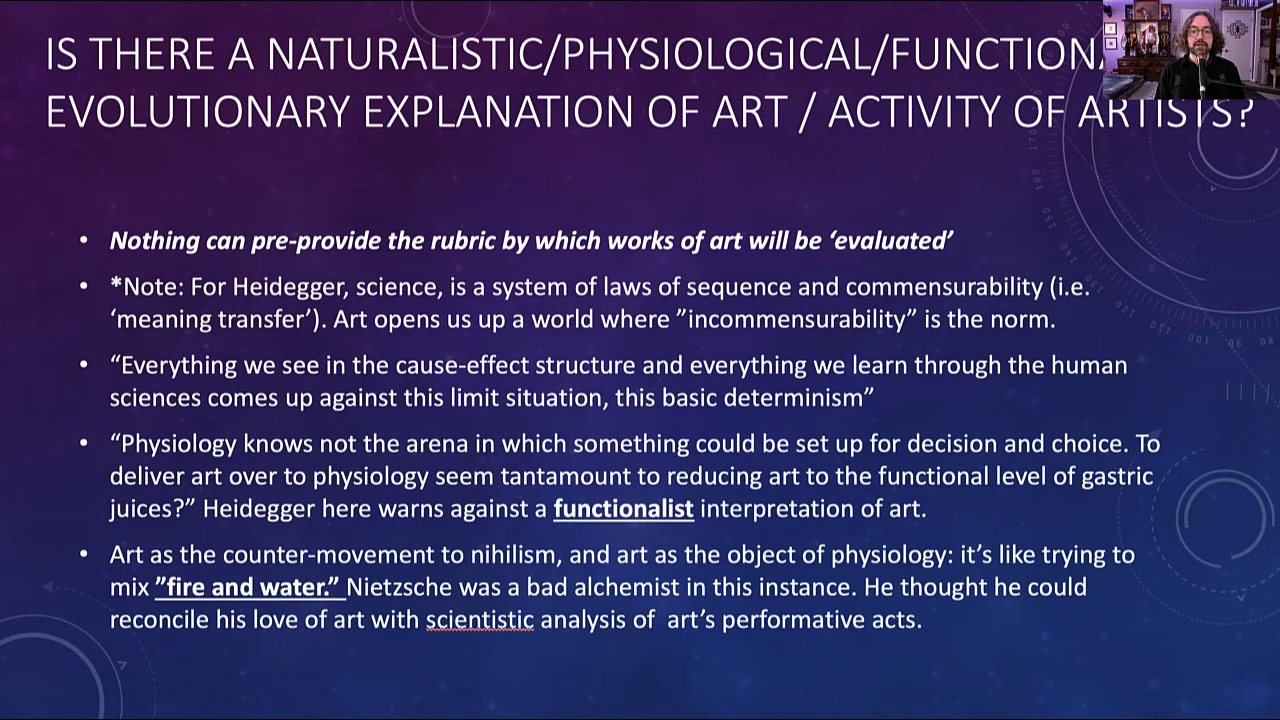 IS THERE A NATURALISTIC/PHYSIOLOGICAL/FUNCTION
EVOLUTIONARY EXPLANATION OF ART / ACTIVITY OF ARTISTS?
• Nothing can pre-provide the rubric by which works of art will be ‘evaluated’
• *Note: For Heidegger, science, is a system of laws of sequence and commensurability (i.e.
‘meaning transfer’). Art opens us up a world where ”incommensurability” is the norm.
• “Everything we see in the cause-effect structure and everything we learn through the human
sciences comes up against this limit situation, this basic determinism”
• “Physiology knows not the arena in which something could be set up for decision and choice. To
deliver art over to physiology seem tantamount to reducing art to the functional level of gastric
juices?” Heidegger here warns against a functionalist interpretation of art.
• Art as the counter-movement to nihilism, and art as the object of physiology: it’s like trying to
mix ”fire and water.” Nietzsche was a bad alchemist in this instance. He thought he could
reconcile his love of art with scientistic analysis of art’s performative acts.